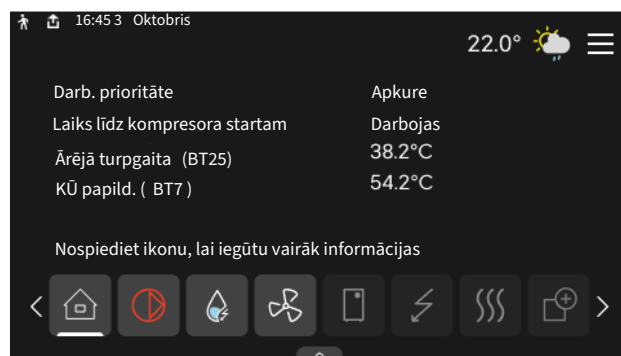 16:45 3 Oktobris
22.0°
Darb. prioritāte Apkure
Laiks līdz kompresora startam Darbojas
Ārējā turpgaita (BT25) 38.2°C
KŪ papild. ( BT7 ) 54.2°C
Nospiediet ikonu, lai iegūtu vairāk informācijas